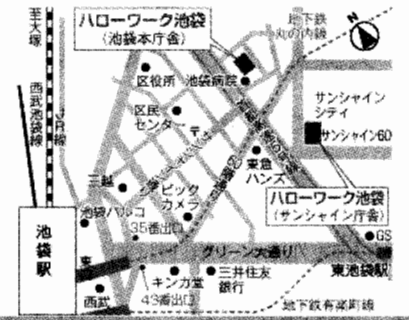 至大塚
西武池袋線
JR線
ハローワーク池袋
(池袋本庁舎)
地下鉄
丸の内線
N
区役所
池袋病院
区民
センター
サンシャイン
シティ
サンシャイン60
東急
ハンズ
三越
ビック
カメラ
ハローワーク池袋
(サンシャイン庁舎)
池袋パルコ
35番出口
池袋駅
グリーン大通り
GS
東池袋駅
東
西武
キンカ堂
43番出口
三井住友
銀行
地下鉄有楽町線